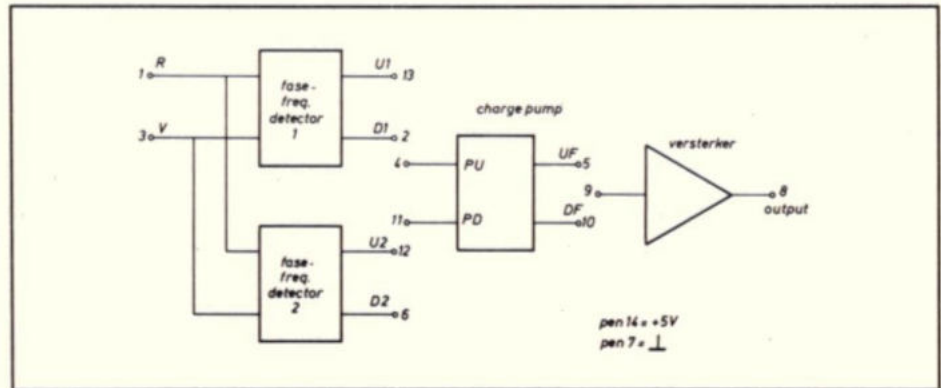 R
1
V
3
fase-
freq.
detector
1
U1
13
D1
2
fase-
freq.
detector
2
U2
12
D2
6
charge pump
4
PU
11
PD
UF
5
DF
10
versterker
9
8
output
pen 14 = +5V
pen 7 = ⊥